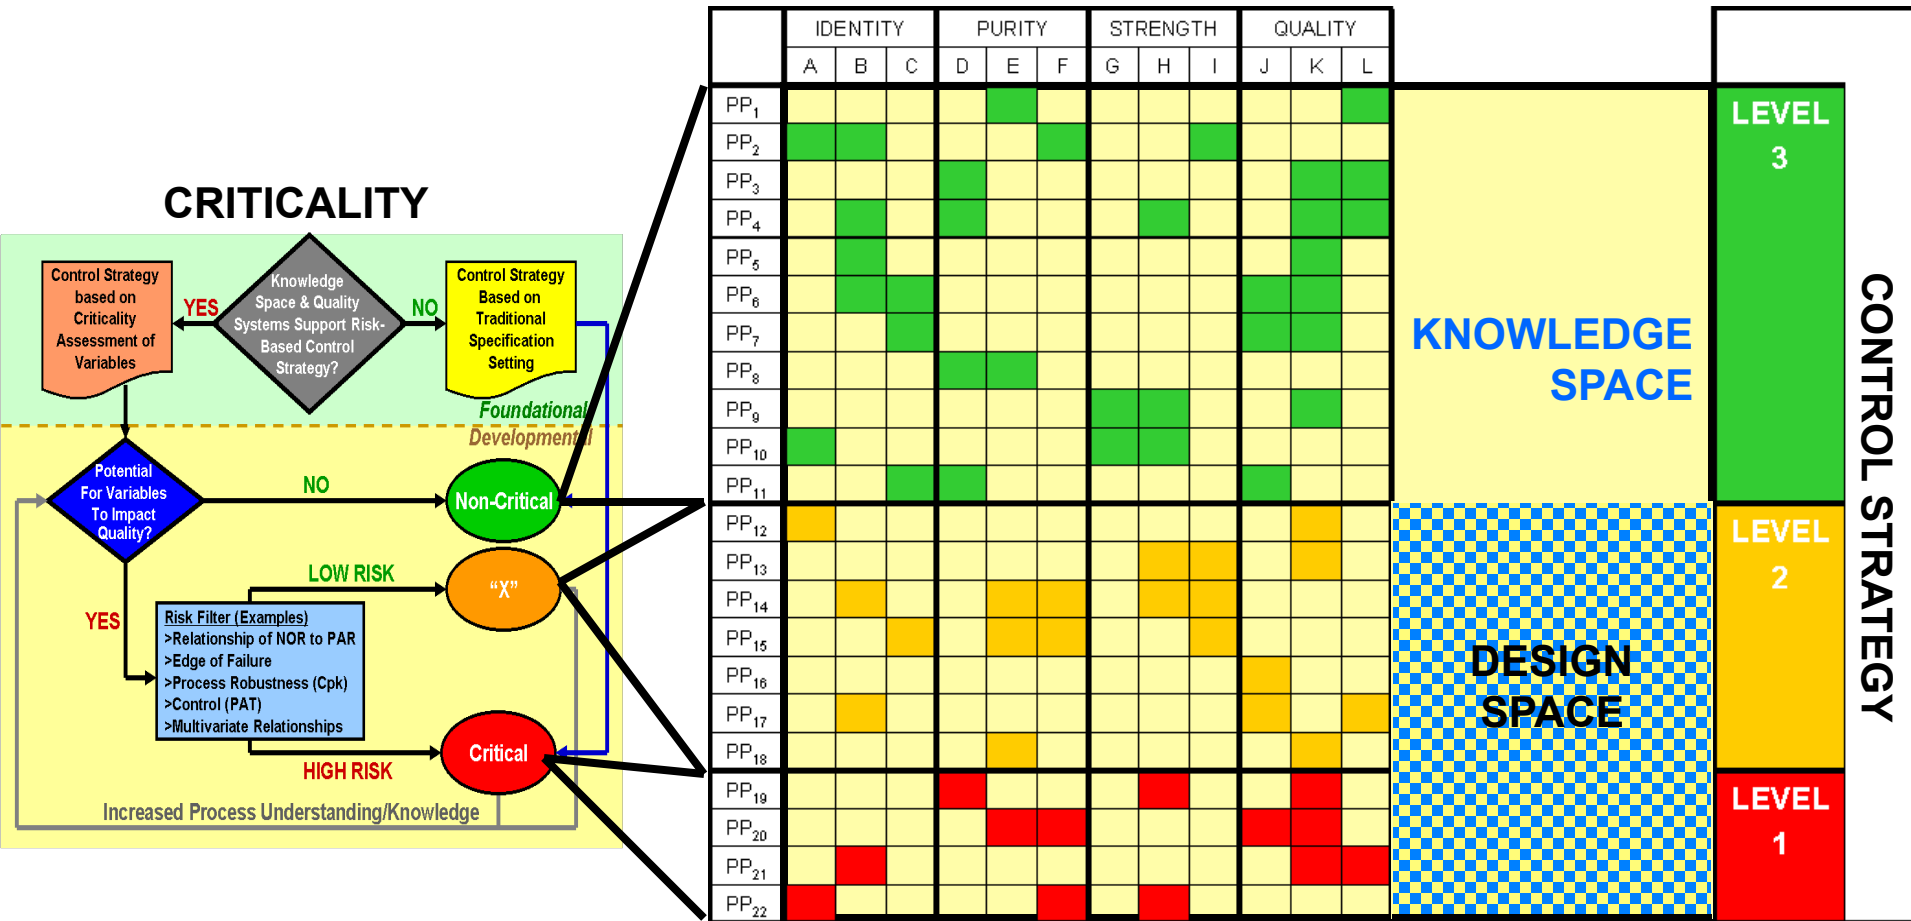 CRITICALITY
Control Strategy
based on
Criticality
Assessment of
Variables
YES
Knowledge
Space & Quality
Systems Support Risk-
Based Control
Strategy?
NO
Control Strategy
Based on
Traditional
Specification
Setting
Foundational
Developmental
Potential
For Variables
To Impact
Quality?
NO
Non-Critical
LOW RISK
“X”
YES
Risk Filter (Examples)
>Relationship of NOR to PAR
>Edge of Failure
>Process Robustness (Cpk)
>Control (PAT)
>Multivariate Relationships
Critical
HIGH RISK
Increased Process Understanding/Knowledge
IDENTITY PURITY STRENGTH QUALITY
A B C D E F G H I J K L
PP1
PP2
PP3
PP4
PP5
PP6
PP7
PP8
PP9
PP10
PP11
PP12
PP13
PP14
PP15
PP16
PP17
PP18
PP19
PP20
PP21
PP22
KNOWLEDGE
SPACE
DESIGN
SPACE
LEVEL
3
LEVEL
2
LEVEL
1
CONTROL STRATEGY